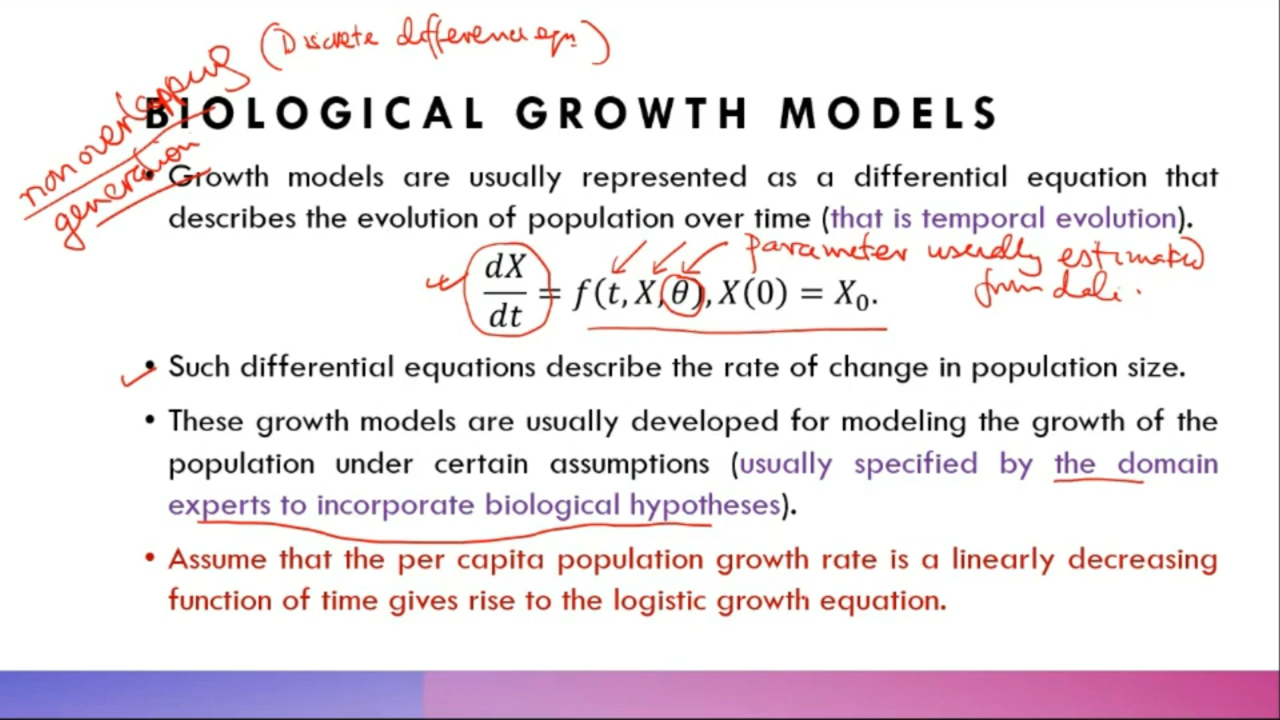 (Discrete difference eqn.)
non overlapping
generation
BIOLOGICAL GROWTH MODELS
• Growth models are usually represented as a differential equation that
describes the evolution of population over time (that is temporal evolution).
parameter usually estimated
from data.
dX/dt = f(t, X, θ), X(0) = X₀.
• Such differential equations describe the rate of change in population size.
• These growth models are usually developed for modeling the growth of the
population under certain assumptions (usually specified by the domain
experts to incorporate biological hypotheses).
• Assume that the per capita population growth rate is a linearly decreasing
function of time gives rise to the logistic growth equation.